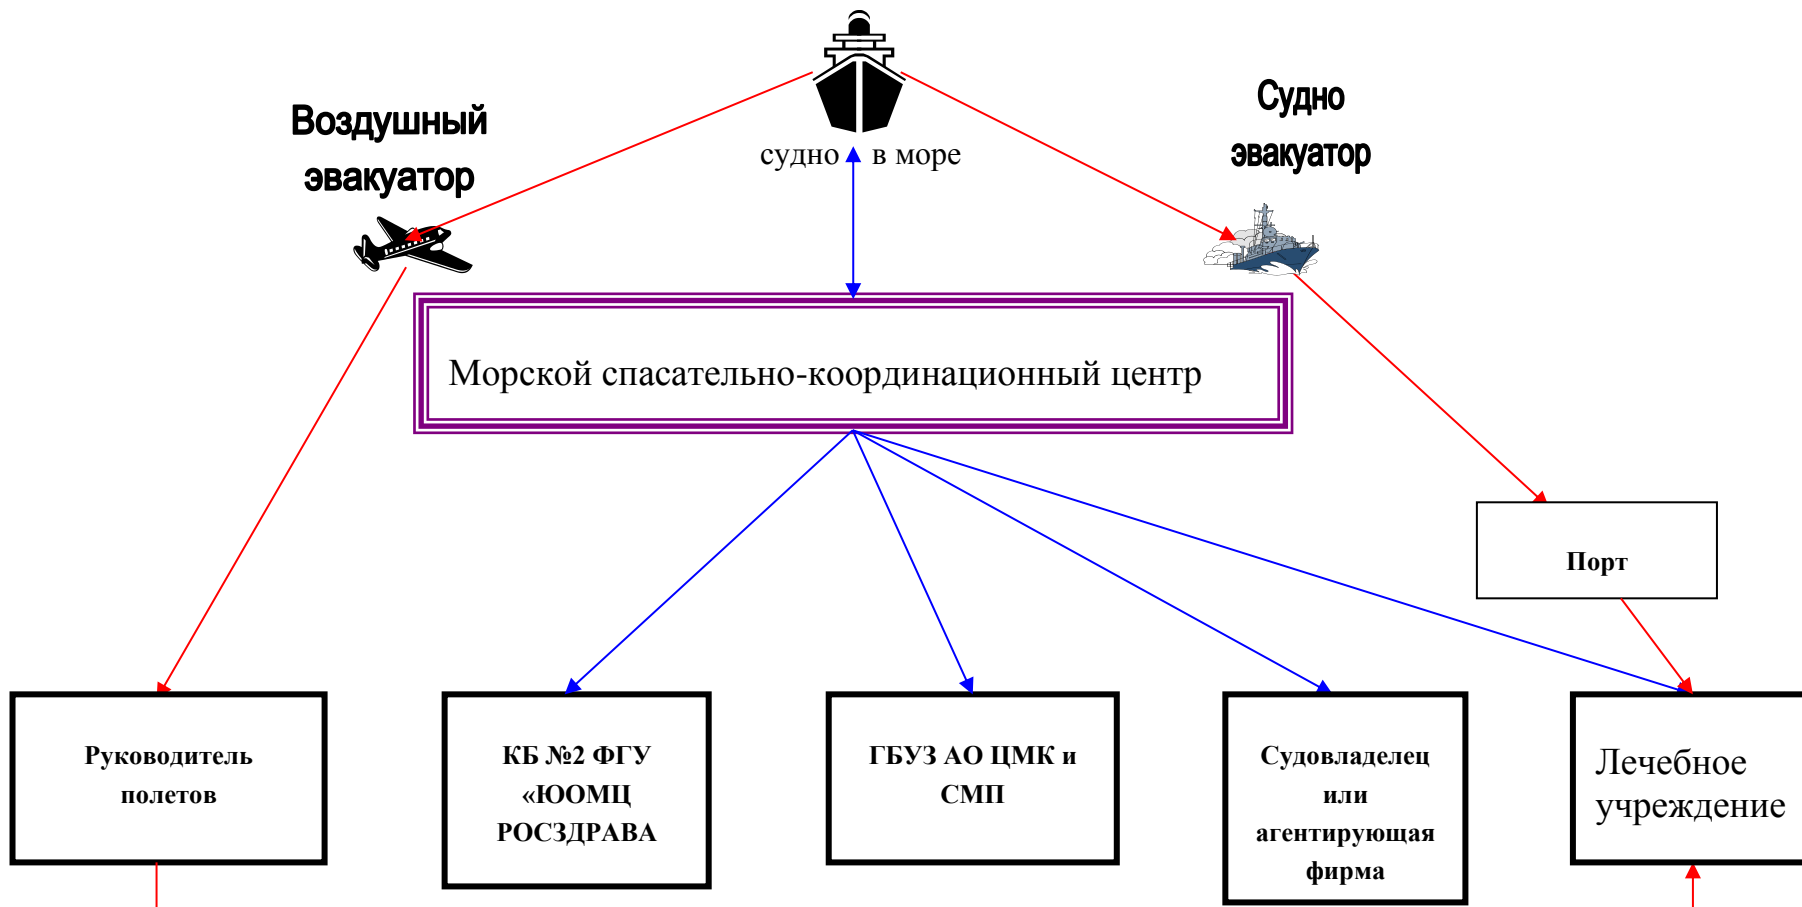 Воздушный
эвакуатор
судно в море
Судно
эвакуатор
Морской спасательно-координационный центр
Порт
Руководитель
полетов
КБ №2 ФГУ
«ЮОМЦ
РОСЗДРАВА
ГБУЗ АО ЦМК и
СМП
Судовладелец
или
агентирующая
фирма
Лечебное
учреждение